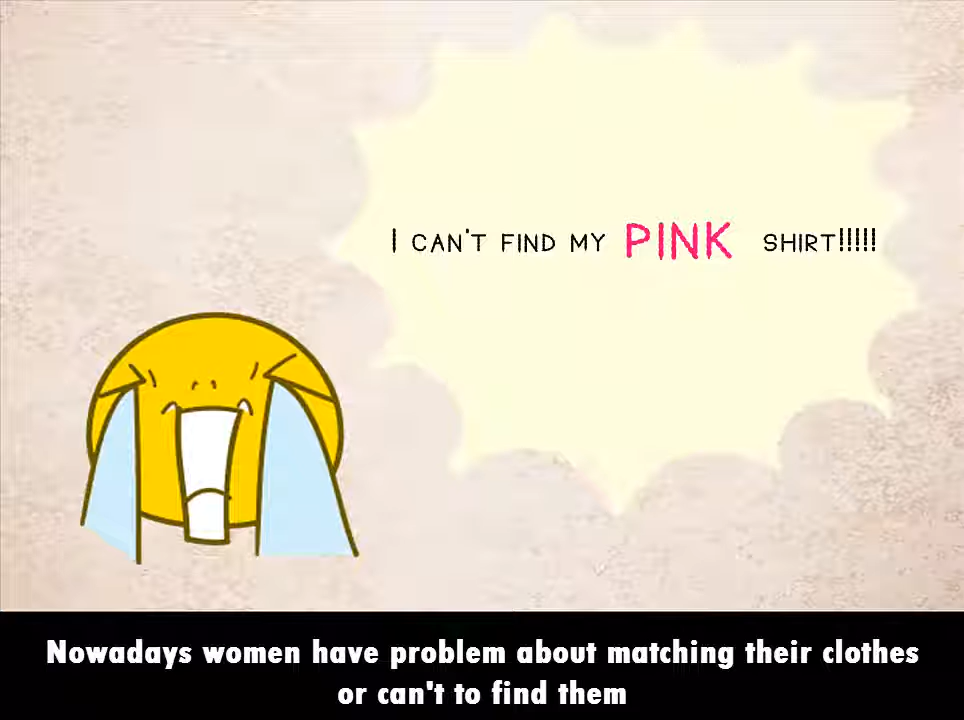 I CAN'T FIND MY PINK SHIRT!!!!!
Nowadays women have problem about matching their clothes
or can't to find them